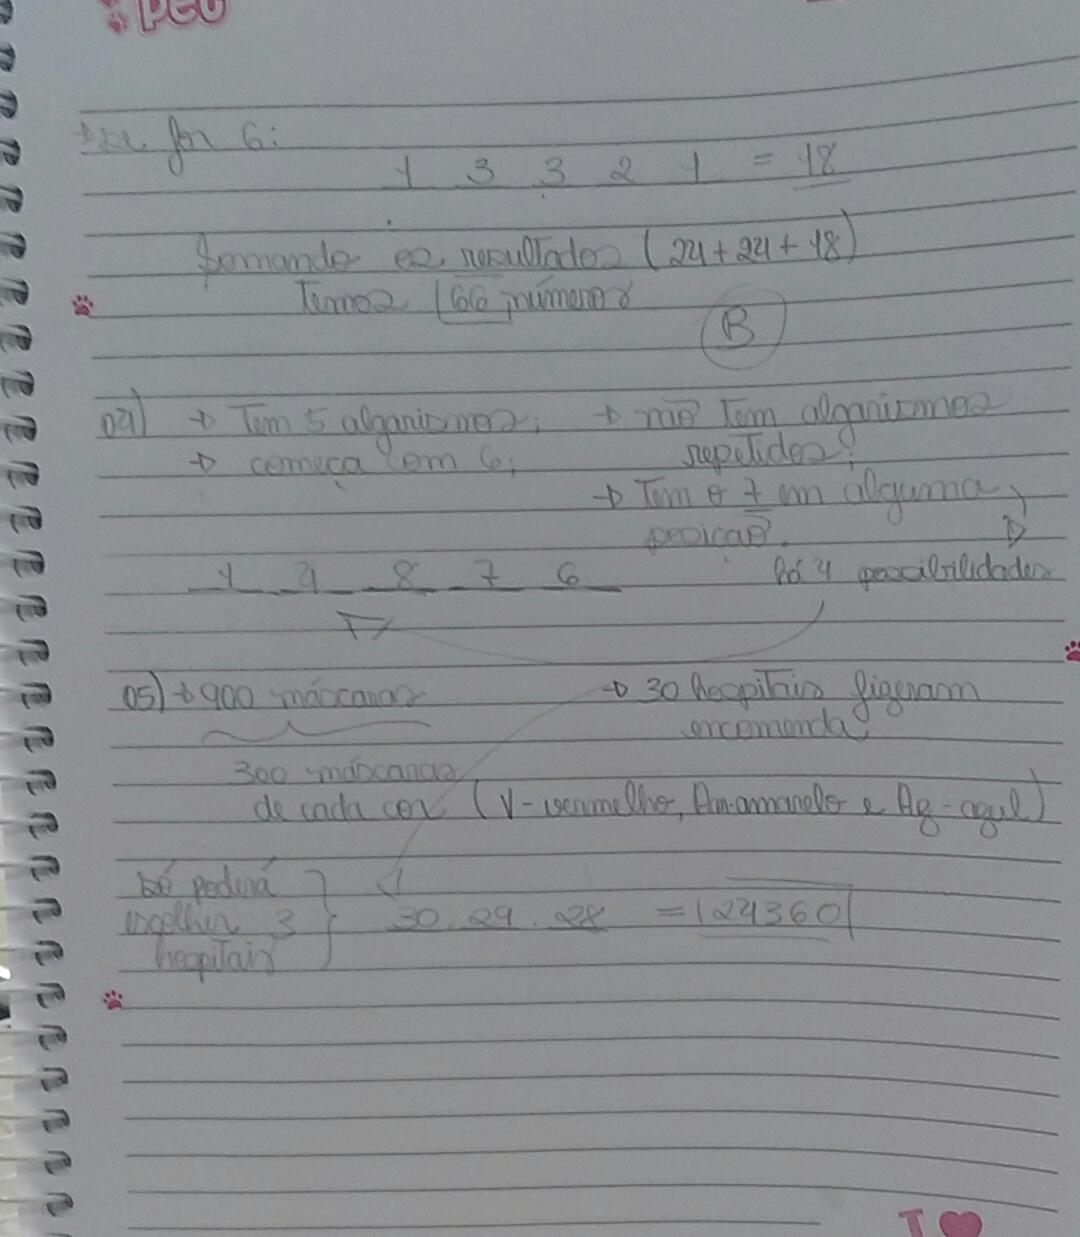 PET
→ Se for 6:
1 3 3 2 1 = 18
Somando os resultados (24+24+18)
Temos 66 números
B
04) → Tem 5 algarismos; → não tem algarismos
→ começa com 6; repetidos;
→ Tem o 7 em alguma
posição.
1 9 8 7 6 há 4 possibilidades
05) → 900 máscaras → 30 hospitais fizeram
encomenda
300 máscaras
de cada cor (V-vermelho, Am-amarelo e Az-azul)
Só poderá
escolher 3 30 . 29 . 28 = 24360
hospitais
I